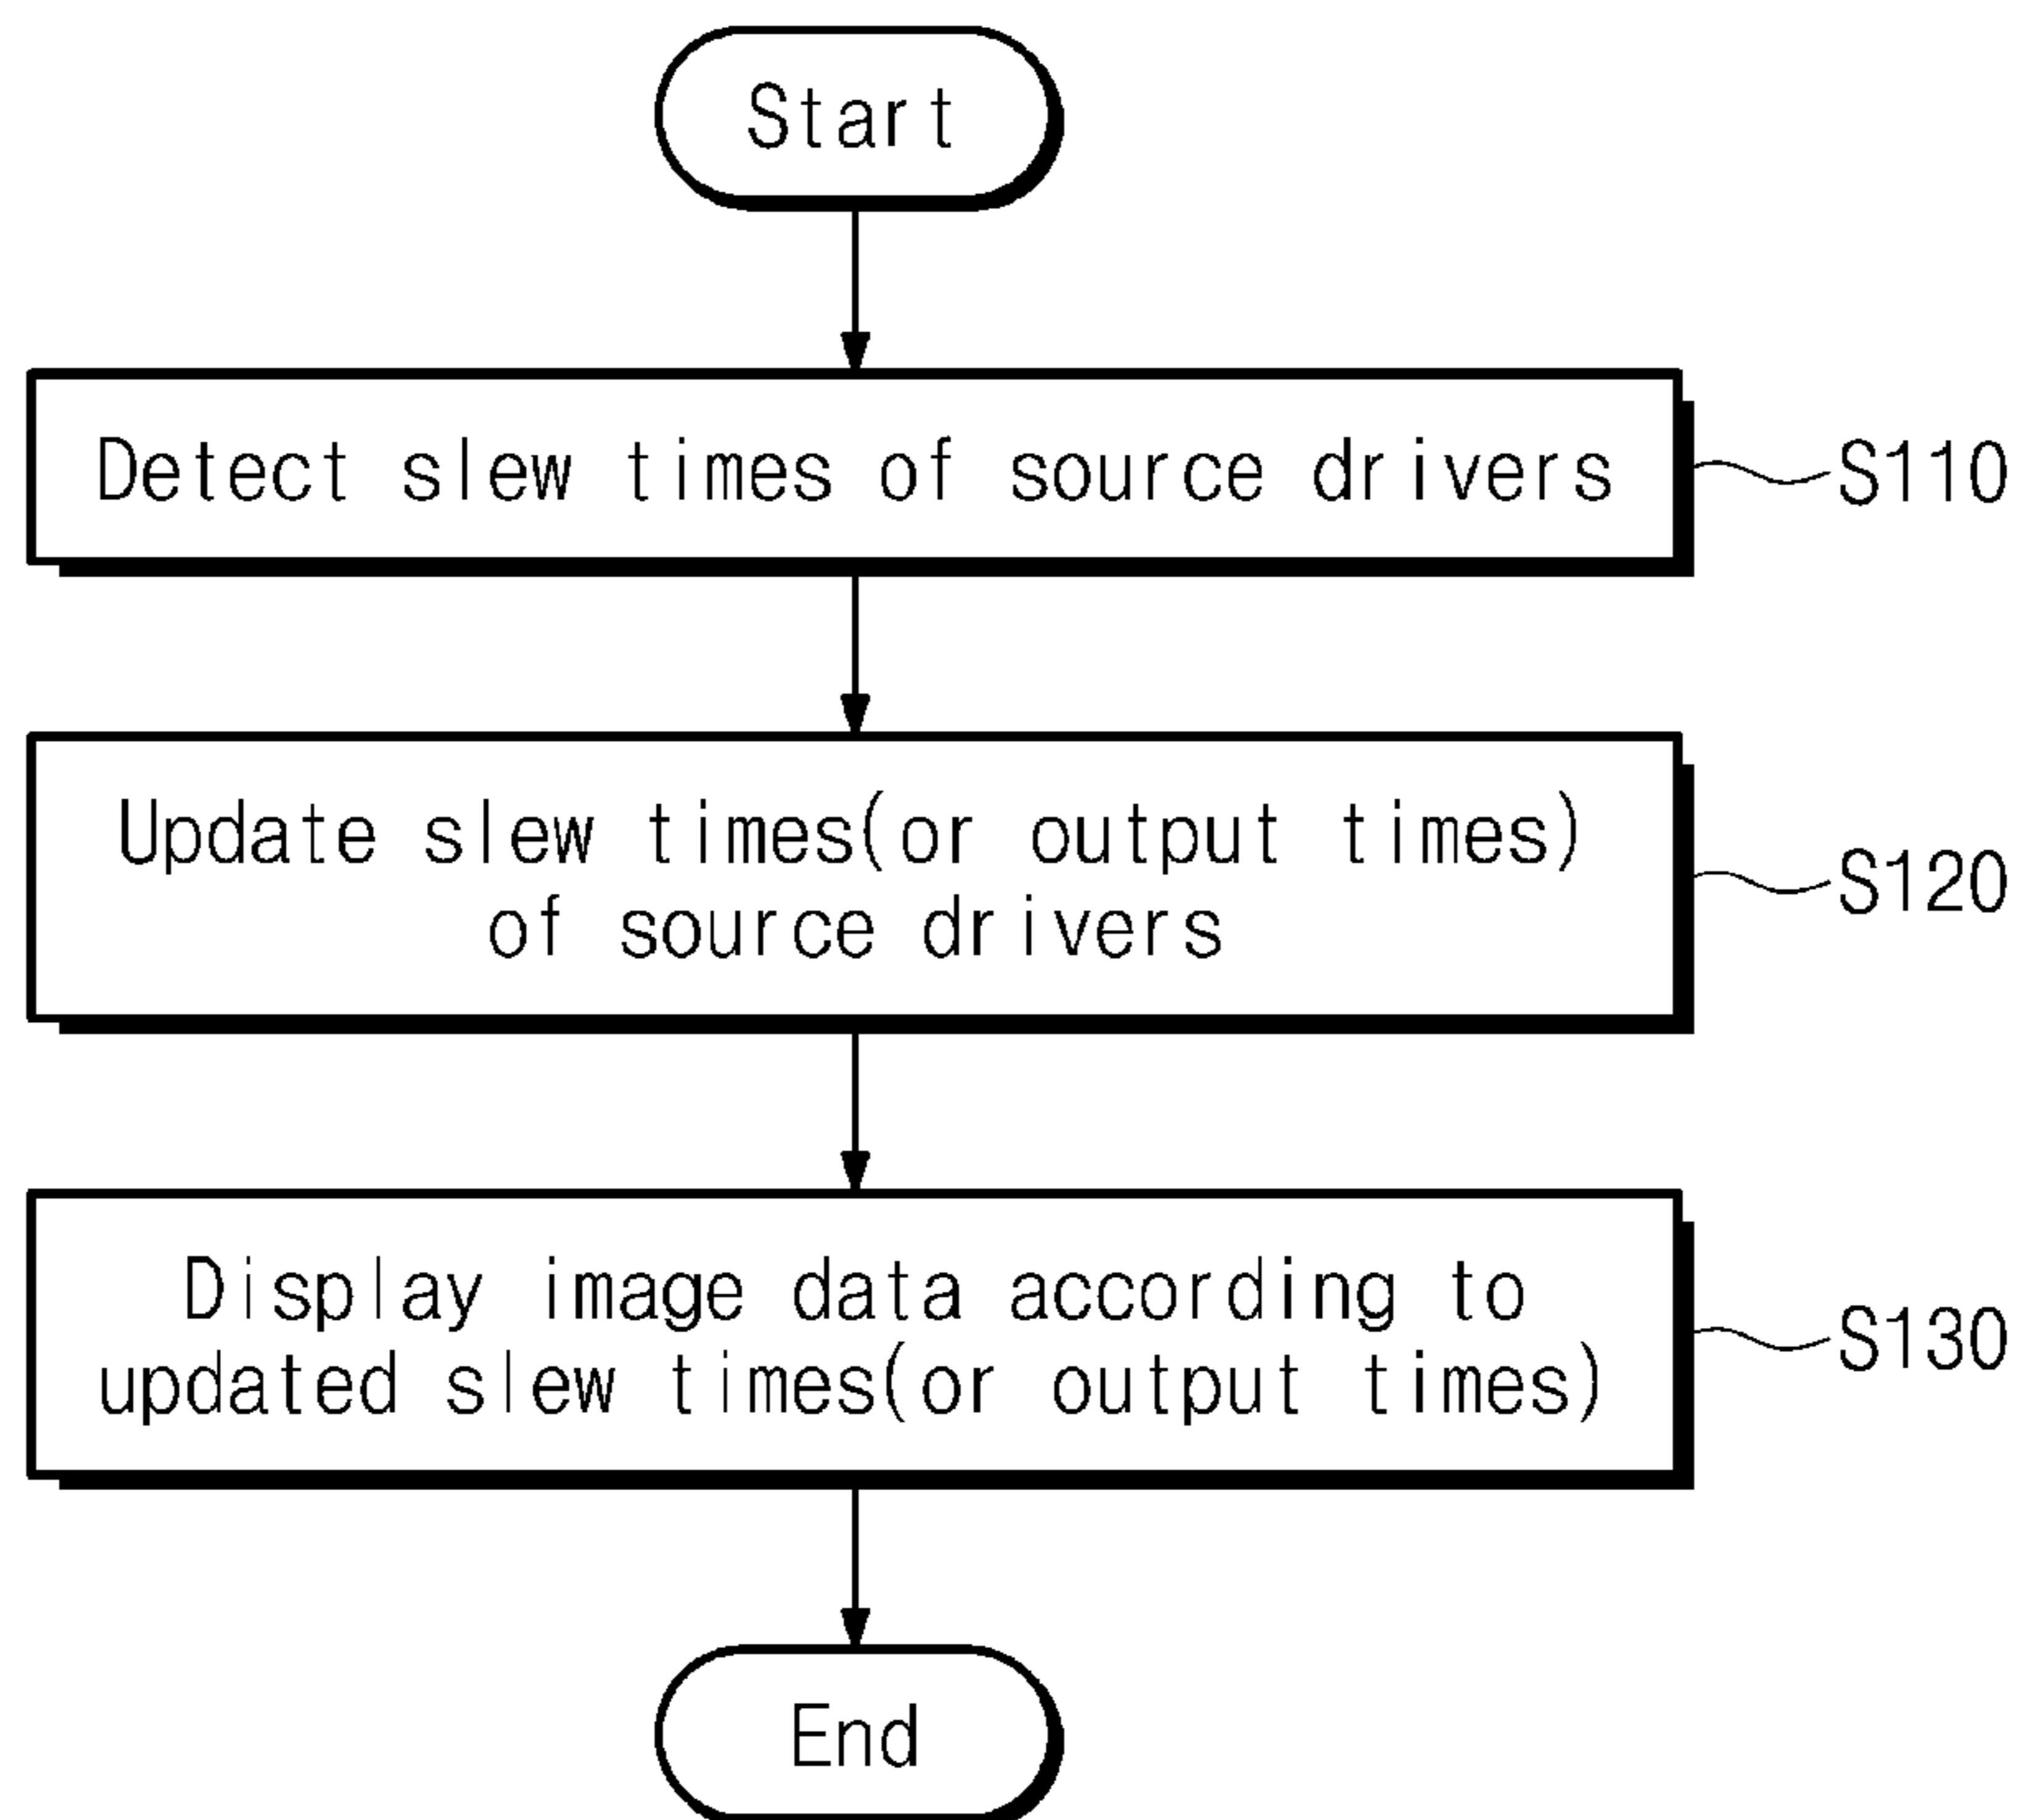 Start
Detect slew times of source drivers
S110
Update slew times(or output times)
of source drivers
S120
Display image data according to
updated slew times(or output times)
S130
End